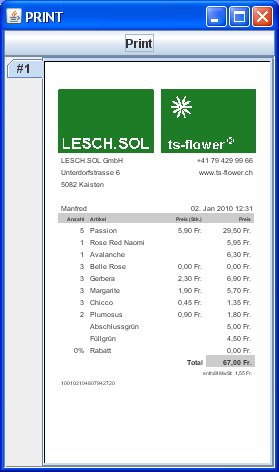 PRINT
Print
#1
LESCH.SOL ts-flower
LESCH.SOL GmbH +41 79 429 99 66
Unterdorfstrasse 6 www.ts-flower.ch
5082 Kaisten
Manfred 02. Jan 2010 12:31
Anzahl Artikel Preis (Stk.) Preis
5 Passion 5,90 Fr. 29,50 Fr.
1 Rose Red Naomi 5,95 Fr.
1 Avalanche 6,30 Fr.
3 Belle Rose 0,00 Fr. 0,00 Fr.
3 Gerbera 2,30 Fr. 6,90 Fr.
3 Margarite 1,90 Fr. 5,70 Fr.
3 Chicco 0,45 Fr. 1,35 Fr.
2 Plumosus 0,90 Fr. 1,80 Fr.
Abschlussgrün 5,00 Fr.
Füllgrün 4,50 Fr.
0% Rabatt 0,00 Fr.
Total 67,00 Fr.
enthält MwSt 1,55 Fr.
100102104807942720